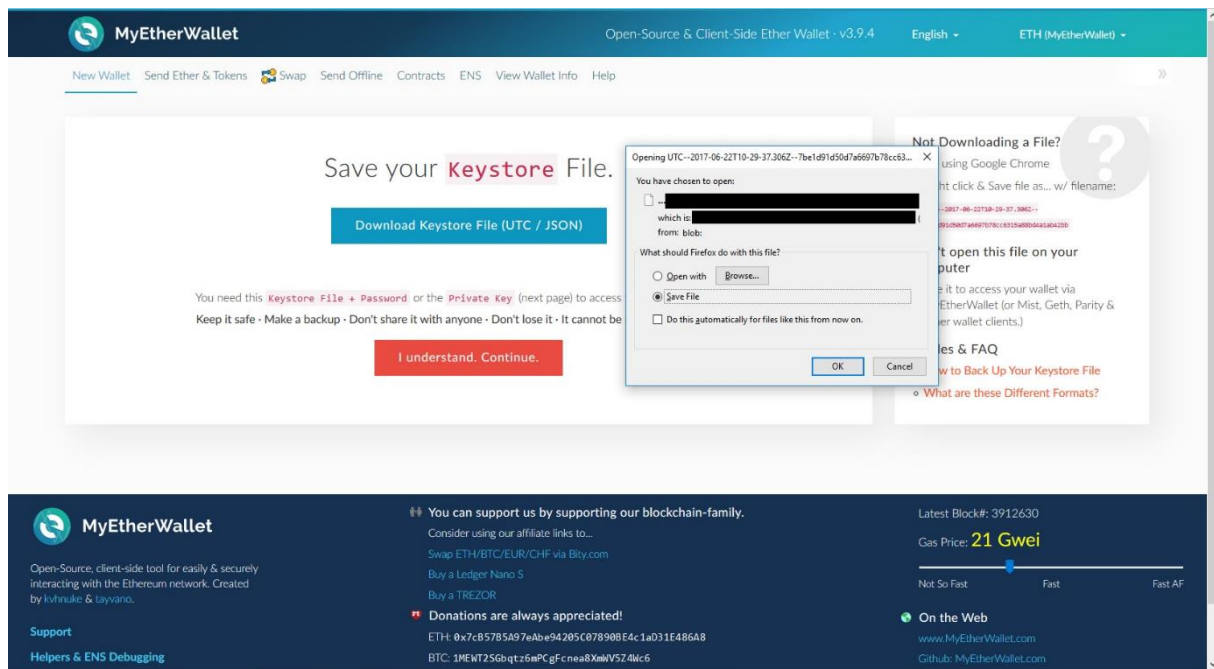 MyEtherWallet
Open-Source & Client-Side Ether Wallet · v3.9.4
English
ETH (MyEtherWallet)
New Wallet Send Ether & Tokens Swap Send Offline Contracts ENS View Wallet Info Help
Save your Keystore File.
Download Keystore File (UTC / JSON)
You need this Keystore File + Password or the Private Key (next page) to access
Keep it safe · Make a backup · Don't share it with anyone · Don't lose it · It cannot be
I understand. Continue.
Opening UTC--2017-06-22T10-29-37.306Z--7be1d91d50d7a6697b78cc63...
You have chosen to open:
...
which is:
from: blob:
What should Firefox do with this file?
Open with Browse...
Save File
Do this automatically for files like this from now on.
OK Cancel
Not Downloading a File?
using Google Chrome
ht click & Save file as... w/ filename:
--2017-06-22T10-29-37.306Z--
't open this file on your
puter
e it to access your wallet via
EtherWallet (or Mist, Geth, Parity &
er wallet clients.)
les & FAQ
w to Back Up Your Keystore File
What are these Different Formats?
MyEtherWallet
Open-Source, client-side tool for easily & securely
interacting with the Ethereum network. Created
by kvhnuke & tayvano.
Support
Helpers & ENS Debugging
You can support us by supporting our blockchain-family.
Consider using our affiliate links to...
Swap ETH/BTC/EUR/CHF via Bity.com
Buy a Ledger Nano S
Buy a TREZOR
Donations are always appreciated!
ETH: 0x7cB57B5A97eAbe94205C07890BE4c1aD31E486A8
BTC: 1MEWT2SGbqtz6mPCgFcnea8XmWV5Z4Wc6
Latest Block#: 3912630
Gas Price: 21 Gwei
Not So Fast Fast Fast AF
On the Web
www.MyEtherWallet.com
Github: MyEtherWallet.com